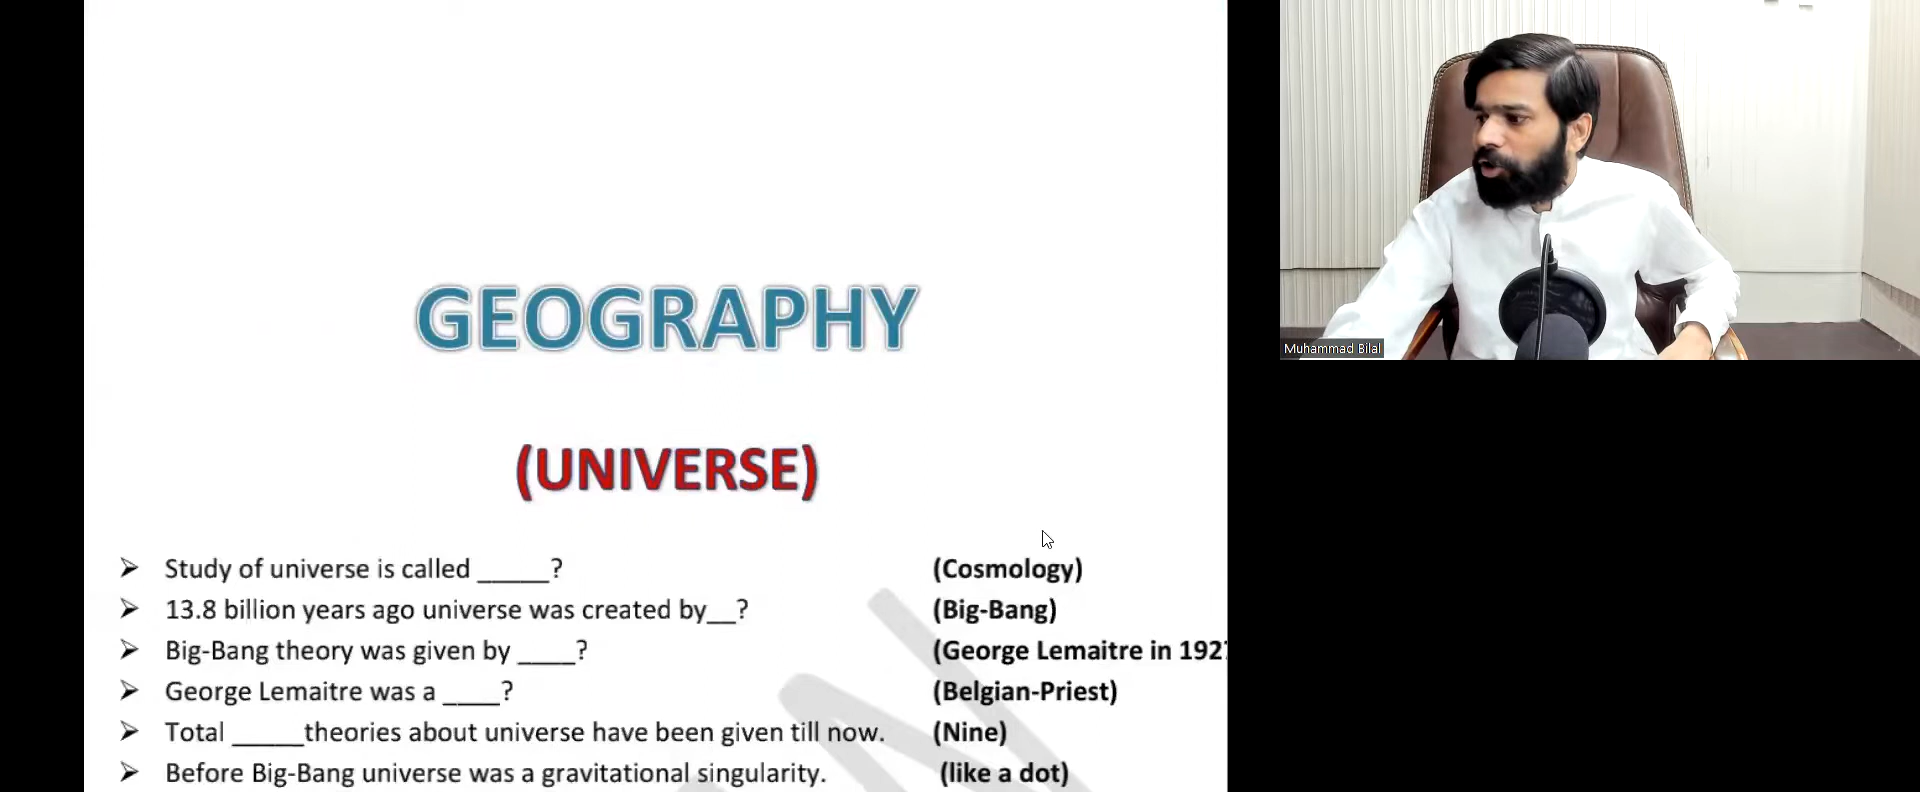 GEOGRAPHY
(UNIVERSE)
➢ Study of universe is called _____? (Cosmology)
➢ 13.8 billion years ago universe was created by__? (Big-Bang)
➢ Big-Bang theory was given by ____? (George Lemaitre in 1927
➢ George Lemaitre was a ____? (Belgian-Priest)
➢ Total _____theories about universe have been given till now. (Nine)
➢ Before Big-Bang universe was a gravitational singularity. (like a dot)
Muhammad Bilal